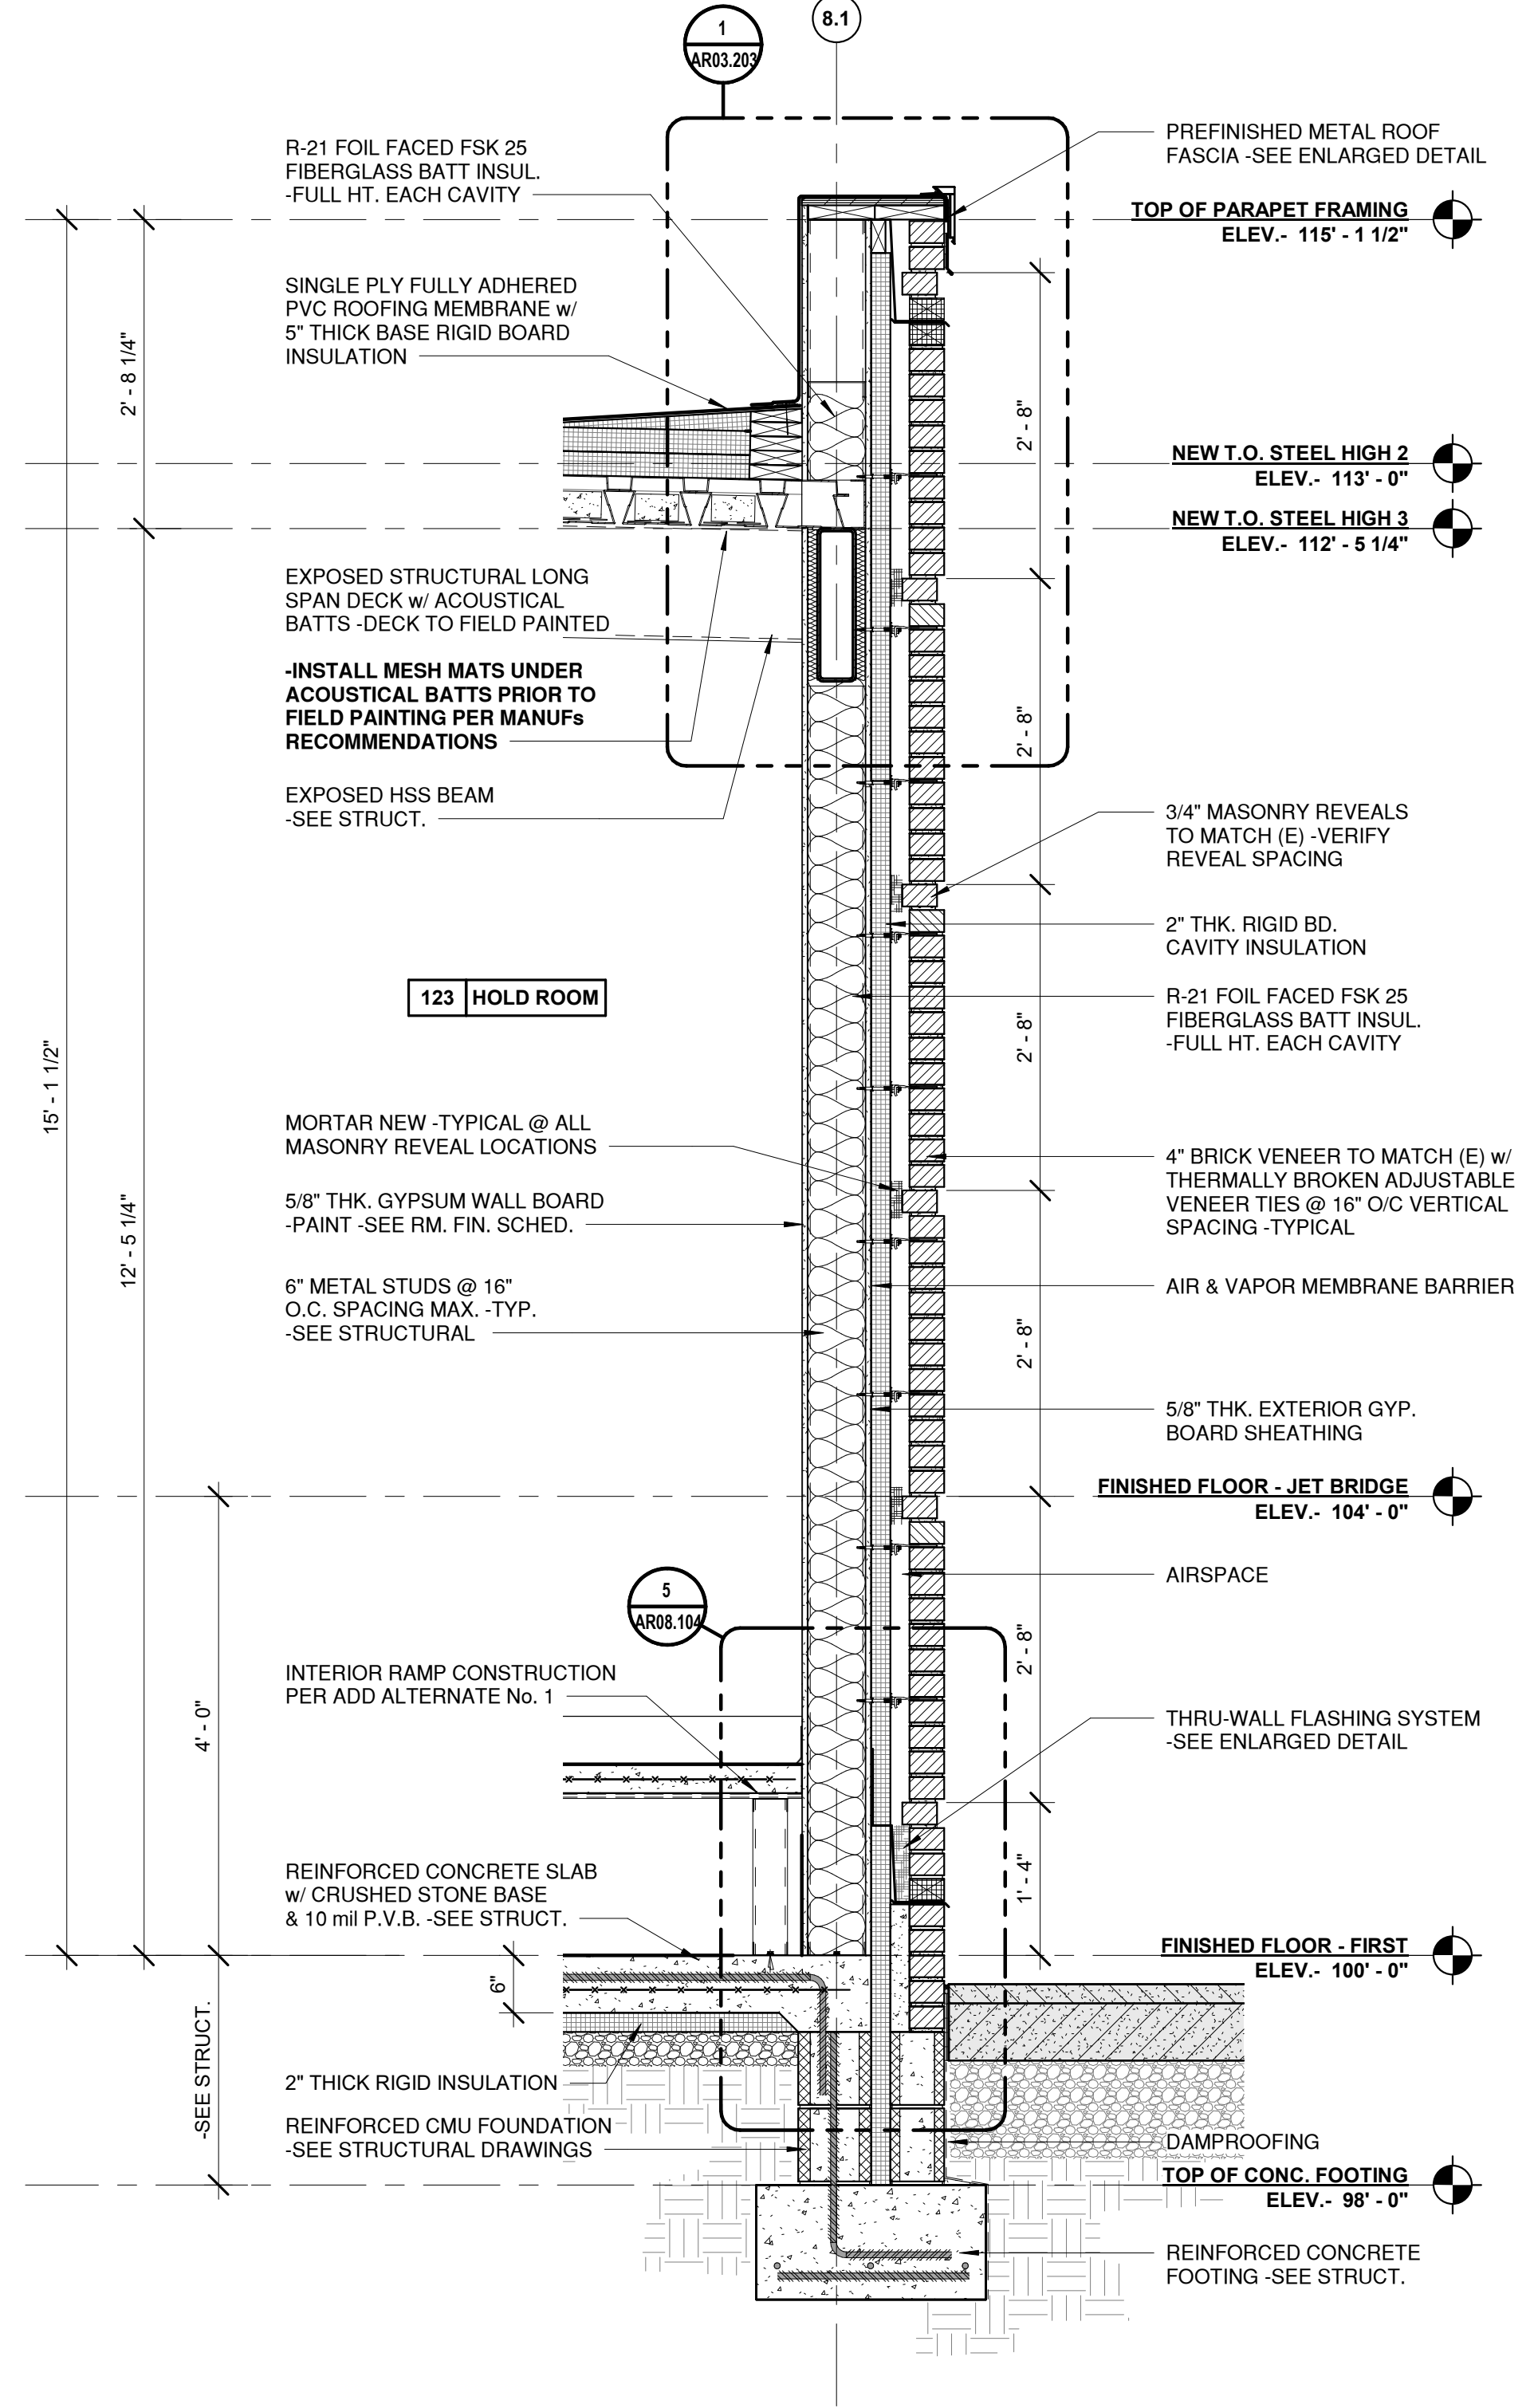 1
AR03.203
8.1
R-21 FOIL FACED FSK 25
FIBERGLASS BATT INSUL.
-FULL HT. EACH CAVITY
PREFINISHED METAL ROOF
FASCIA -SEE ENLARGED DETAIL
TOP OF PARAPET FRAMING
ELEV.- 115' - 1 1/2"
SINGLE PLY FULLY ADHERED
PVC ROOFING MEMBRANE w/
5" THICK BASE RIGID BOARD
INSULATION
2' - 8 1/4"
2' - 8"
NEW T.O. STEEL HIGH 2
ELEV.- 113' - 0"
NEW T.O. STEEL HIGH 3
ELEV.- 112' - 5 1/4"
EXPOSED STRUCTURAL LONG
SPAN DECK w/ ACOUSTICAL
BATTS -DECK TO FIELD PAINTED
-INSTALL MESH MATS UNDER
ACOUSTICAL BATTS PRIOR TO
FIELD PAINTING PER MANUFs
RECOMMENDATIONS
2' - 8"
EXPOSED HSS BEAM
-SEE STRUCT.
3/4" MASONRY REVEALS
TO MATCH (E) -VERIFY
REVEAL SPACING
2" THK. RIGID BD.
CAVITY INSULATION
123 HOLD ROOM
R-21 FOIL FACED FSK 25
FIBERGLASS BATT INSUL.
-FULL HT. EACH CAVITY
2' - 8"
15' - 1 1/2"
MORTAR NEW -TYPICAL @ ALL
MASONRY REVEAL LOCATIONS
4" BRICK VENEER TO MATCH (E) w/
THERMALLY BROKEN ADJUSTABLE
VENEER TIES @ 16" O/C VERTICAL
SPACING -TYPICAL
5/8" THK. GYPSUM WALL BOARD
-PAINT -SEE RM. FIN. SCHED.
12' - 5 1/4"
6" METAL STUDS @ 16"
O.C. SPACING MAX. -TYP.
-SEE STRUCTURAL
AIR & VAPOR MEMBRANE BARRIER
2' - 8"
5/8" THK. EXTERIOR GYP.
BOARD SHEATHING
FINISHED FLOOR - JET BRIDGE
ELEV.- 104' - 0"
AIRSPACE
5
AR08.104
2' - 8"
INTERIOR RAMP CONSTRUCTION
PER ADD ALTERNATE No. 1
4' - 0"
THRU-WALL FLASHING SYSTEM
-SEE ENLARGED DETAIL
REINFORCED CONCRETE SLAB
w/ CRUSHED STONE BASE
& 10 mil P.V.B. -SEE STRUCT.
1' - 4"
FINISHED FLOOR - FIRST
ELEV.- 100' - 0"
6"
-SEE STRUCT.
2" THICK RIGID INSULATION
REINFORCED CMU FOUNDATION
-SEE STRUCTURAL DRAWINGS
DAMPROOFING
TOP OF CONC. FOOTING
ELEV.- 98' - 0"
REINFORCED CONCRETE
FOOTING -SEE STRUCT.